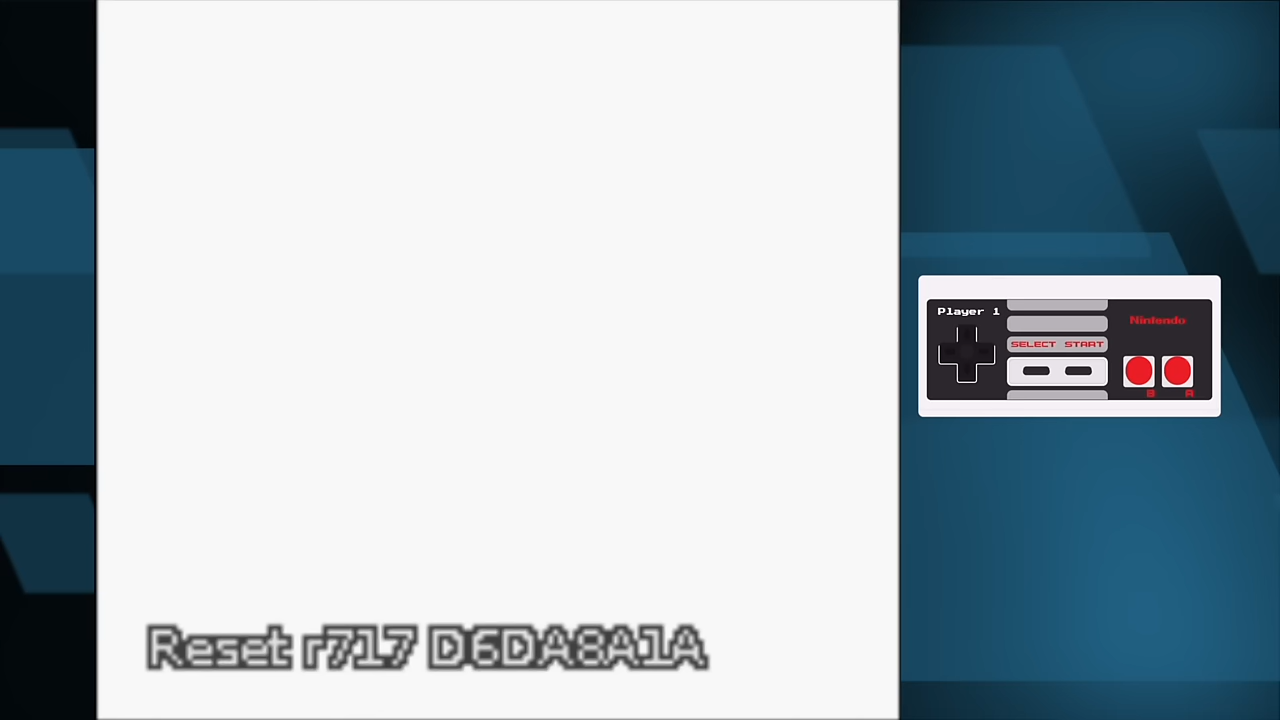 Reset r717 D6DA8A1A
Player 1
Nintendo
SELECT START
B A